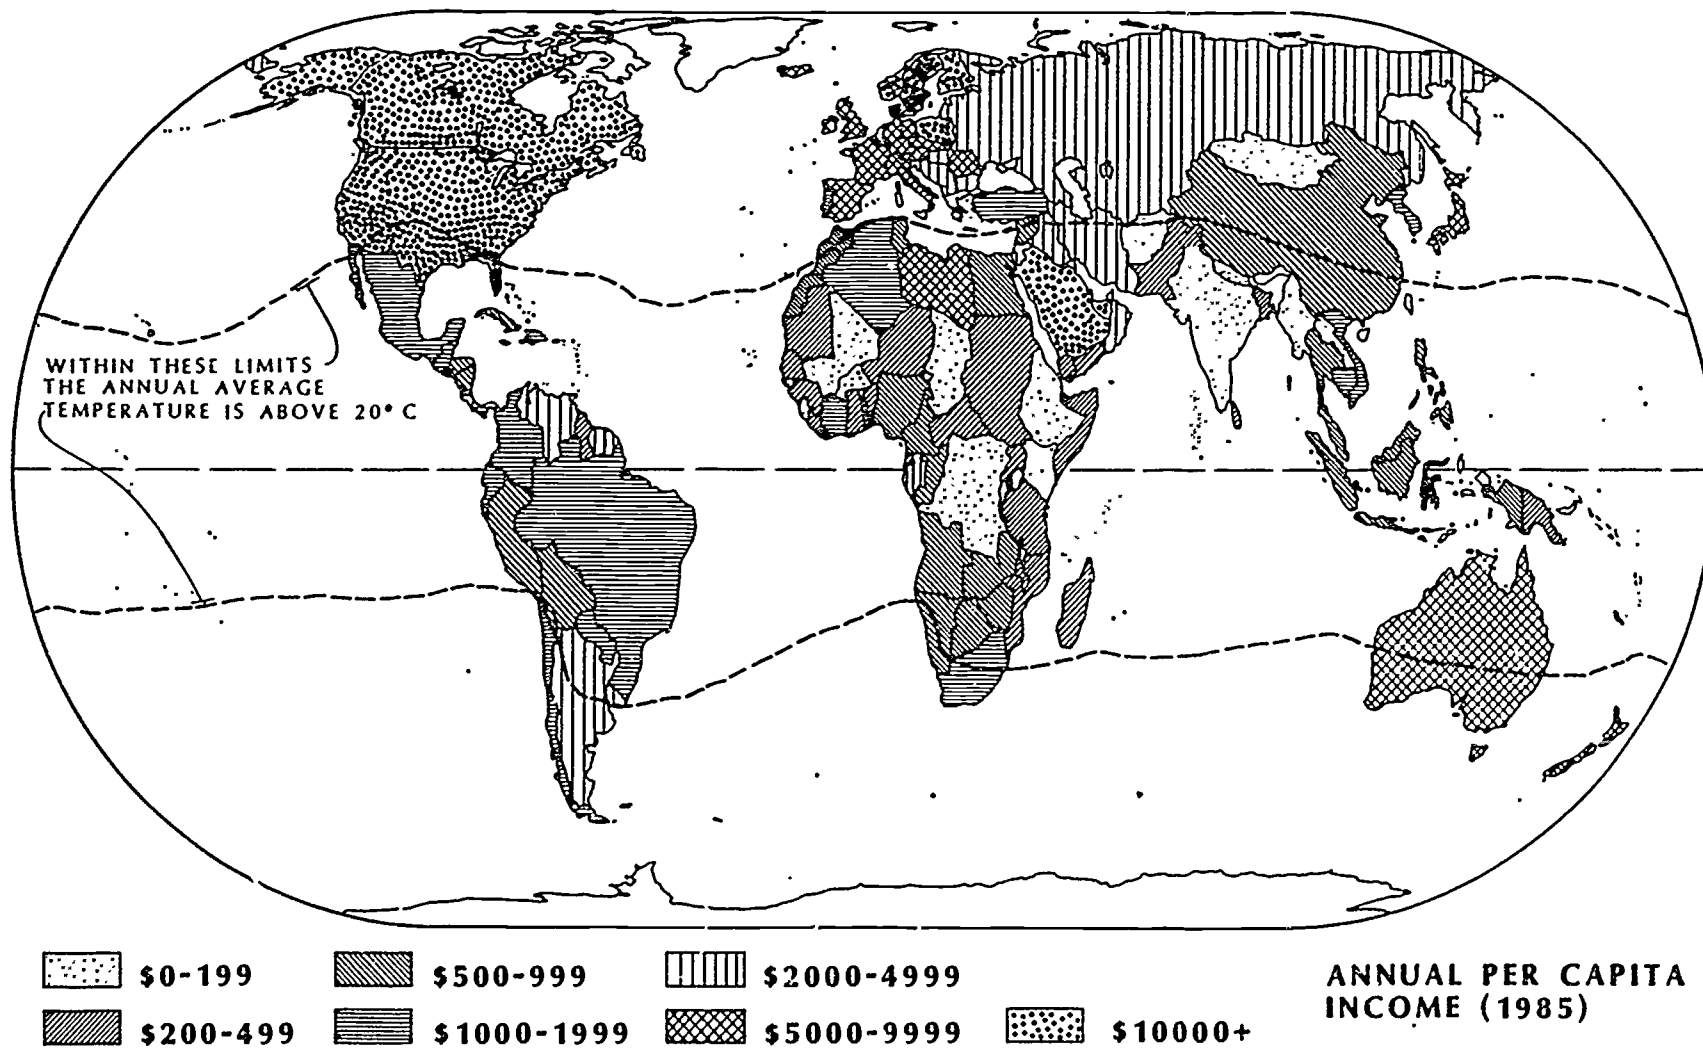 WITHIN THESE LIMITS
THE ANNUAL AVERAGE
TEMPERATURE IS ABOVE 20° C
$0-199
$500-999
$2000-4999
$200-499
$1000-1999
$5000-9999
$10000+
ANNUAL PER CAPITA
INCOME (1985)